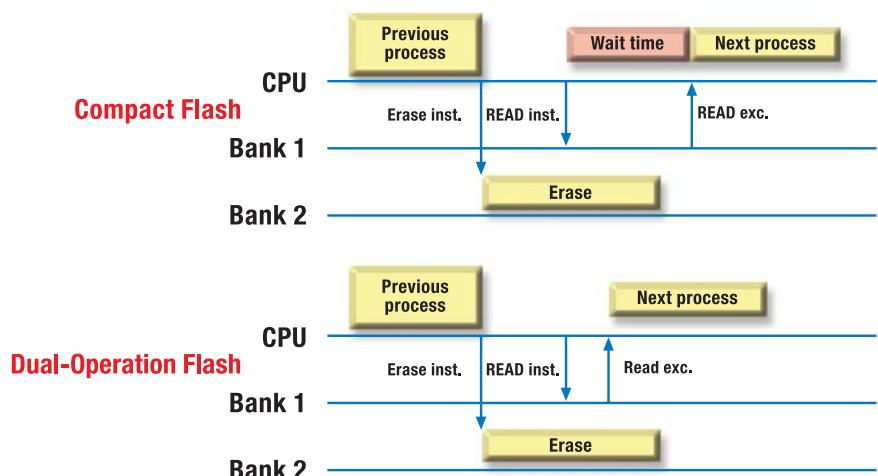 Previous
process
Wait time
Next process
CPU
Compact Flash
Erase inst.
READ inst.
READ exc.
Bank 1
Erase
Bank 2
Previous
process
Next process
CPU
Dual-Operation Flash
Erase inst.
READ inst.
Read exc.
Bank 1
Erase
Bank 2